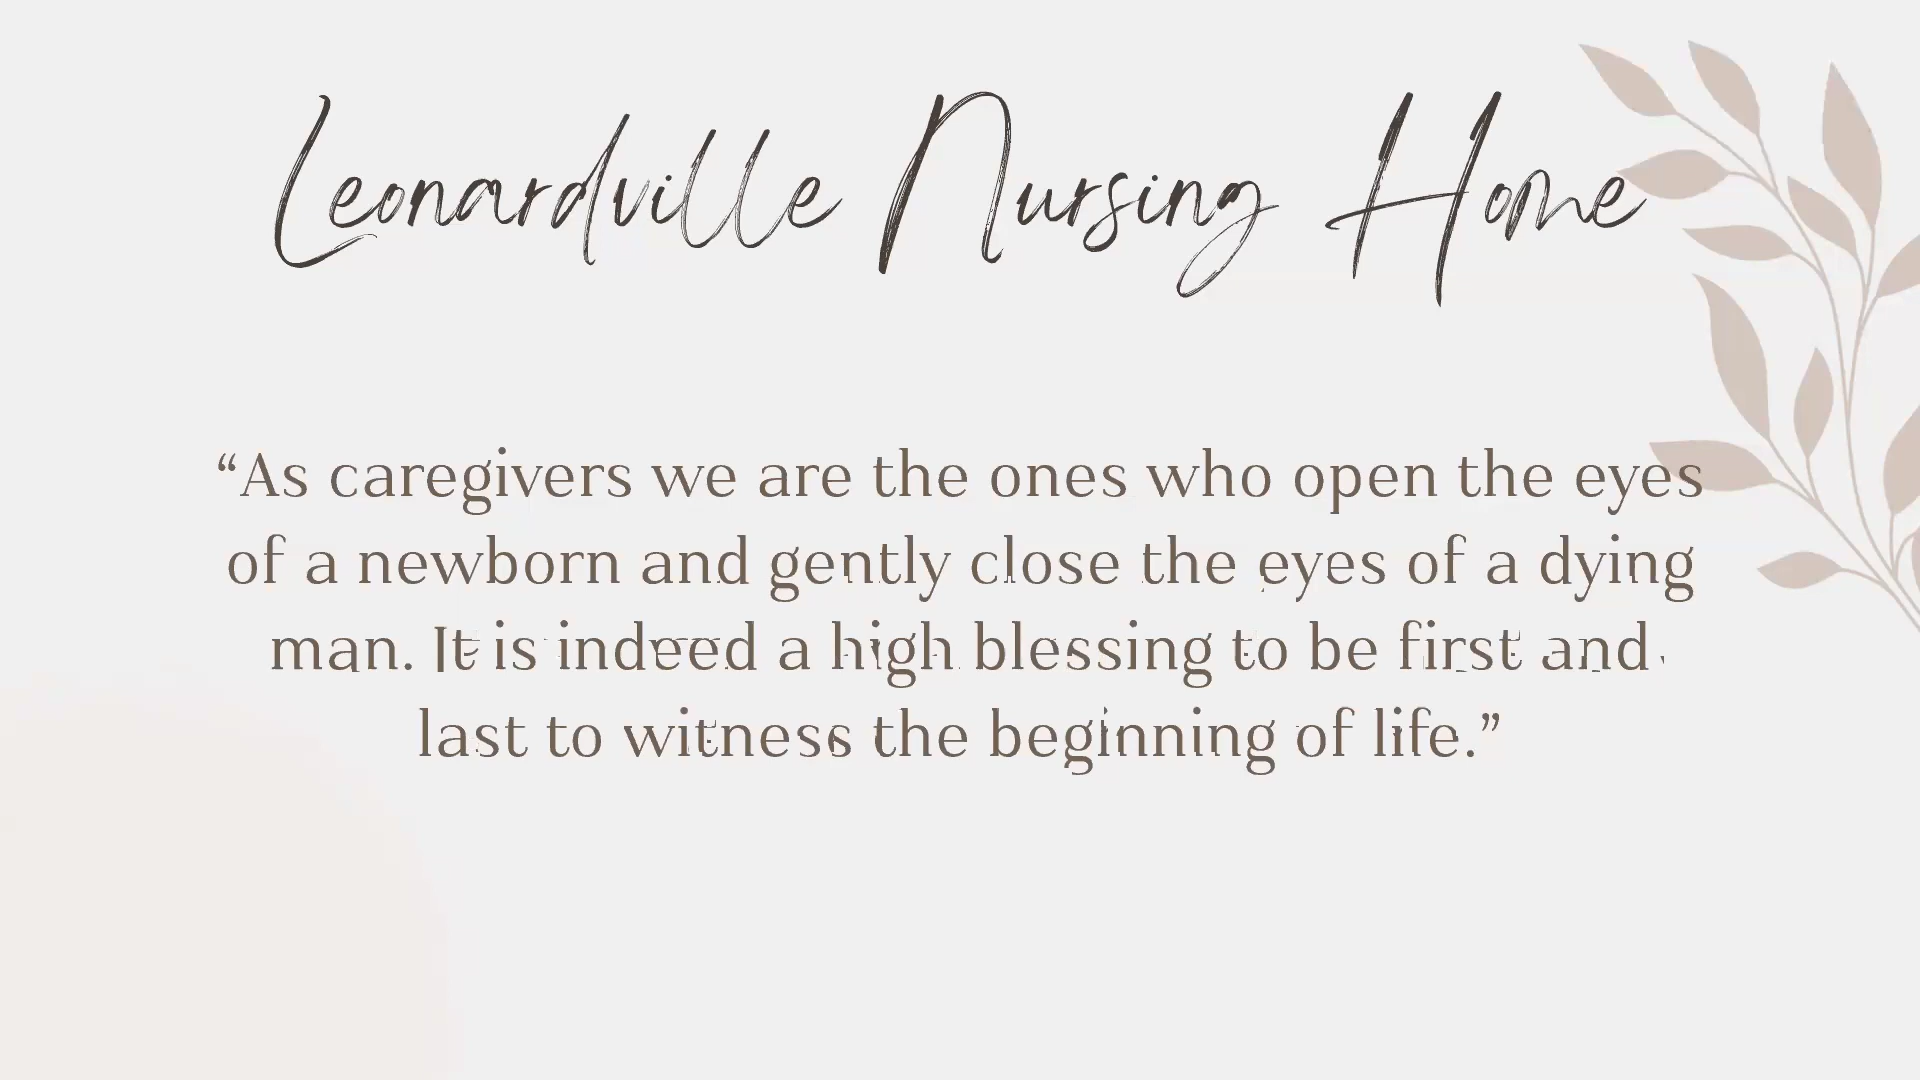 Leonardville Nursing Home
“As caregivers we are the ones who open the eyes
of a newborn and gently close the eyes of a dying
man. It is indeed a high blessing to be first and
last to witness the beginning of life.”